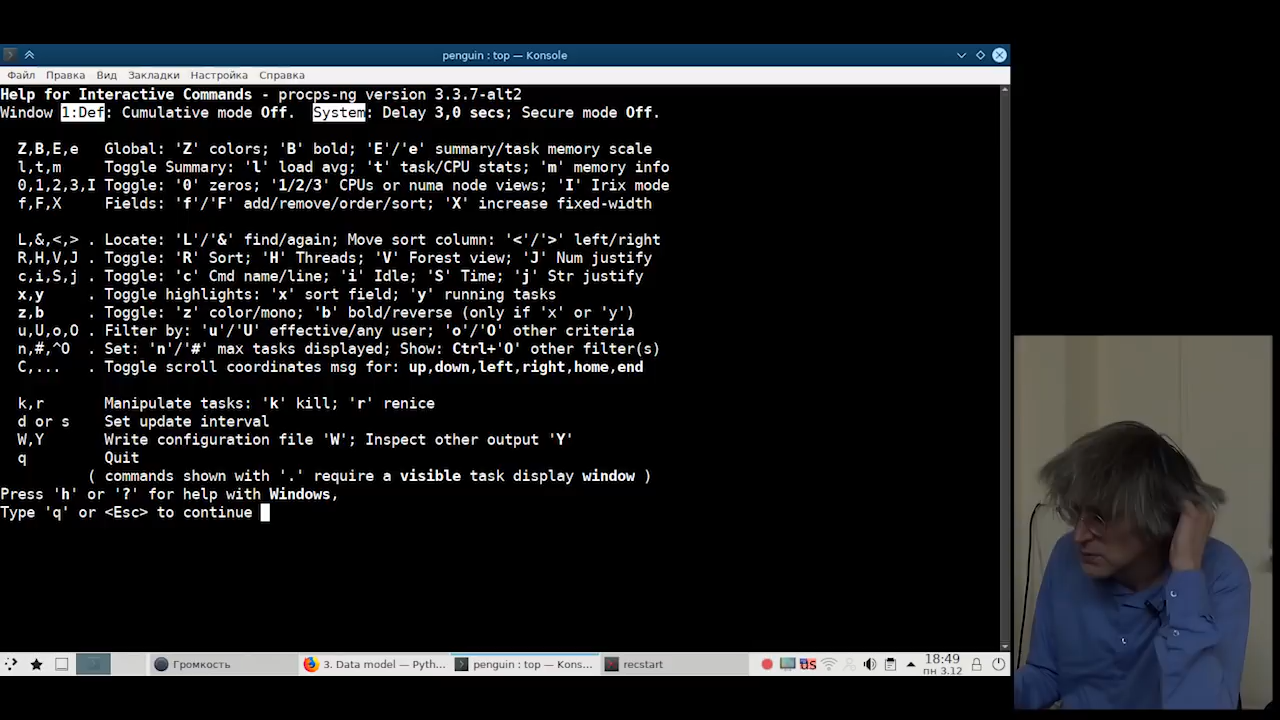 penguin : top — Konsole
Файл Правка Вид Закладки Настройка Справка
Help for Interactive Commands - procps-ng version 3.3.7-alt2
Window 1:Def: Cumulative mode Off. System: Delay 3,0 secs; Secure mode Off.
Z,B,E,e Global: 'Z' colors; 'B' bold; 'E'/'e' summary/task memory scale
l,t,m Toggle Summary: 'l' load avg; 't' task/CPU stats; 'm' memory info
0,1,2,3,I Toggle: '0' zeros; '1/2/3' CPUs or numa node views; 'I' Irix mode
f,F,X Fields: 'f'/'F' add/remove/order/sort; 'X' increase fixed-width
L,&,<,> . Locate: 'L'/'&' find/again; Move sort column: '<'/'>' left/right
R,H,V,J . Toggle: 'R' Sort; 'H' Threads; 'V' Forest view; 'J' Num justify
c,i,S,j . Toggle: 'c' Cmd name/line; 'i' Idle; 'S' Time; 'j' Str justify
x,y . Toggle highlights: 'x' sort field; 'y' running tasks
z,b . Toggle: 'z' color/mono; 'b' bold/reverse (only if 'x' or 'y')
u,U,o,O . Filter by: 'u'/'U' effective/any user; 'o'/'O' other criteria
n,#,^O . Set: 'n'/'#' max tasks displayed; Show: Ctrl+'O' other filter(s)
C,... . Toggle scroll coordinates msg for: up,down,left,right,home,end
k,r Manipulate tasks: 'k' kill; 'r' renice
d or s Set update interval
W,Y Write configuration file 'W'; Inspect other output 'Y'
q Quit
( commands shown with '.' require a visible task display window )
Press 'h' or '?' for help with Windows,
Type 'q' or <Esc> to continue
Громкость 3. Data model — Pyth... penguin : top — Kons... recstart us 18:49
пн 3.12